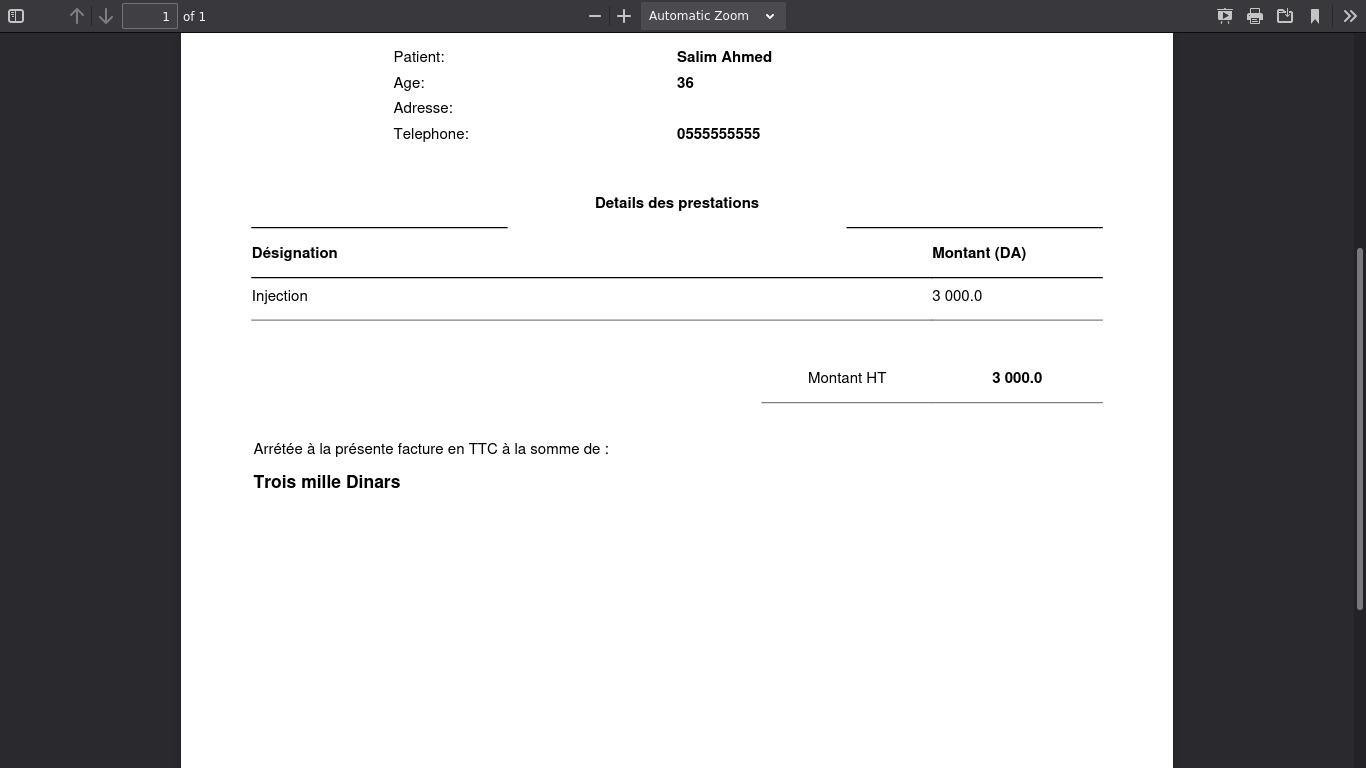 1 of 1 Automatic Zoom
Patient: Salim Ahmed
Age: 36
Adresse:
Telephone: 0555555555
Details des prestations
Désignation Montant (DA)
Injection 3 000.0
Montant HT 3 000.0
Arrétée à la présente facture en TTC à la somme de :
Trois mille Dinars